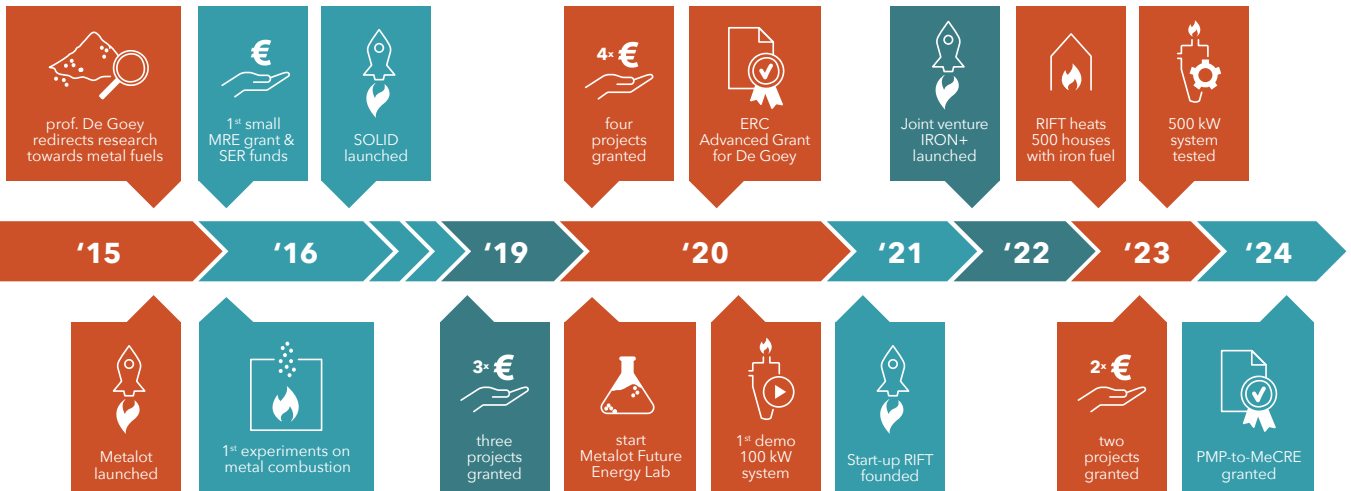 prof. De Goey
redirects research
towards metal fuels
€
1st small
MRE grant &
SER funds
SOLID
launched
4x €
four
projects
granted
ERC
Advanced Grant
for De Goey
Joint venture
IRON+
launched
RIFT heats
500 houses
with iron fuel
500 kW
system
tested
‘15
‘16
‘19
‘20
‘21
‘22
‘23
‘24
Metalot
launched
1st experiments on
metal combustion
3x €
three
projects
granted
start
Metalot Future
Energy Lab
1st demo
100 kW
system
Start-up RIFT
founded
2x €
two
projects
granted
PMP-to-MeCRE
granted